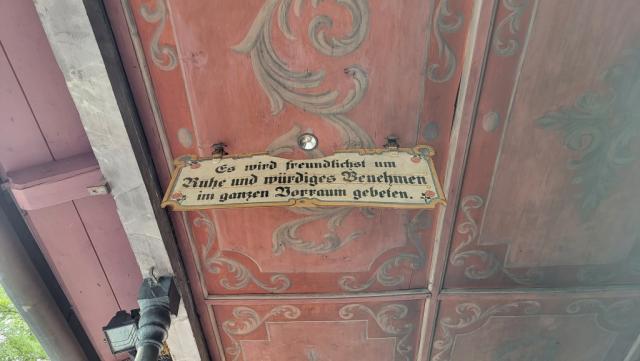 Es wird freundlichst um
Ruhe und würdiges Benehmen
im ganzen Vorraum gebeten.